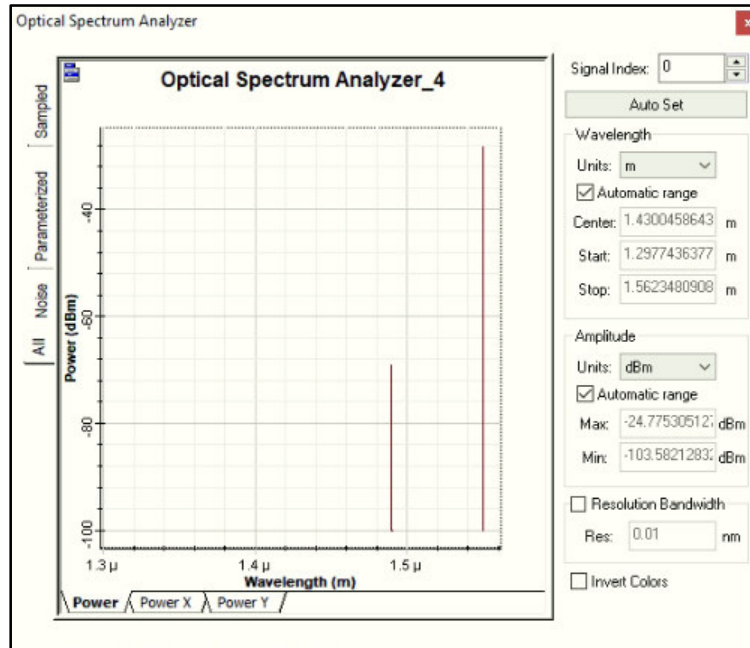 Optical Spectrum Analyzer
Optical Spectrum Analyzer_4
Sampled
Parameterized
Noise
All
Power (dBm)
-40
-60
-80
-100
1.3 µ
1.4 µ
1.5 µ
Wavelength (m)
Power
Power X
Power Y
Signal Index: 0
Auto Set
Wavelength
Units: m
Automatic range
Center: 1.4300458643 m
Start: 1.2977436377 m
Stop: 1.5623480908 m
Amplitude
Units: dBm
Automatic range
Max: -24.775305127 dBm
Min: -103.58212832 dBm
Resolution Bandwidth
Res: 0.01 nm
Invert Colors